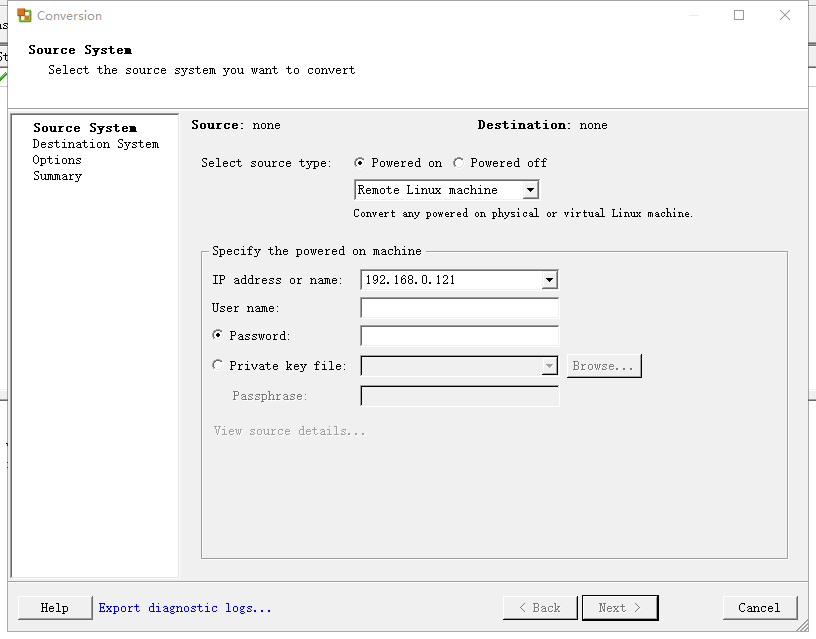 Conversion
Source System
Select the source system you want to convert
Source System
Destination System
Options
Summary
Source: none Destination: none
Select source type: Powered on Powered off
Remote Linux machine
Convert any powered on physical or virtual Linux machine.
Specify the powered on machine
IP address or name: 192.168.0.121
User name:
Password:
Private key file: Browse...
Passphrase:
View source details...
Help Export diagnostic logs... < Back Next > Cancel